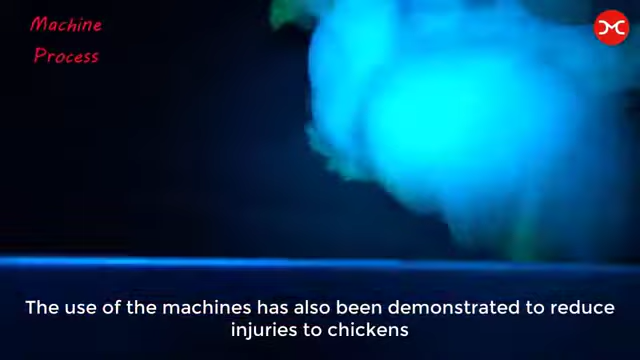 Machine
Process
The use of the machines has also been demonstrated to reduce
injuries to chickens